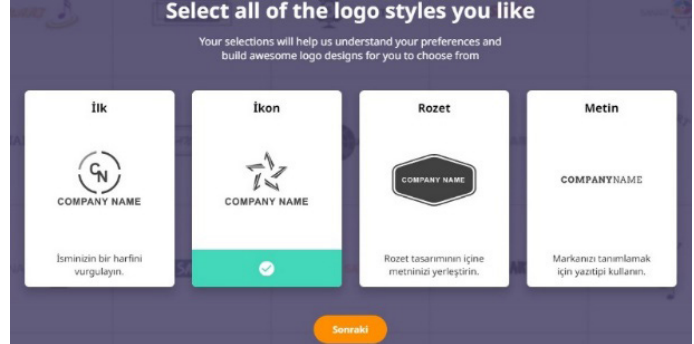 Select all of the logo styles you like
Your selections will help us understand your preferences and
build awesome logo designs for you to choose from
İlk
İkon
Rozet
Metin
CN
COMPANY NAME
COMPANY NAME
COMPANY NAME
COMPANYNAME
İsminizin bir harfini
vurgulayın.
Rozet tasarımının içine
metninizi yerleştirin.
Markanızı tanımlamak
için yazıtipi kullanın.
Sonraki